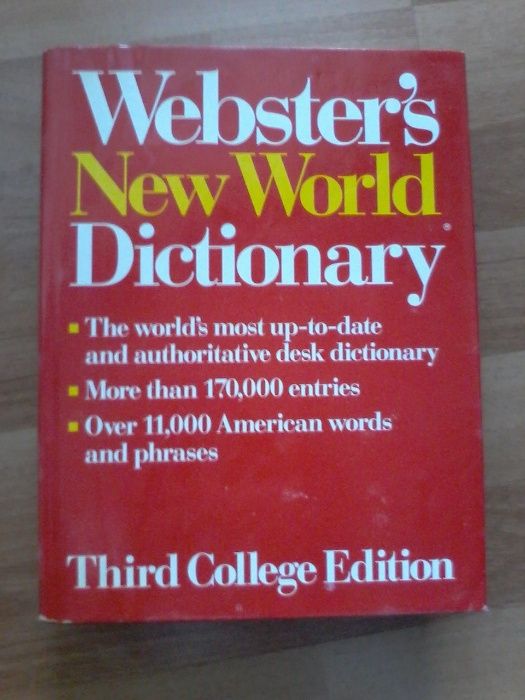 Webster's
New World
Dictionary®
▪ The world's most up-to-date
and authoritative desk dictionary
▪ More than 170,000 entries
▪ Over 11,000 American words
and phrases
Third College Edition